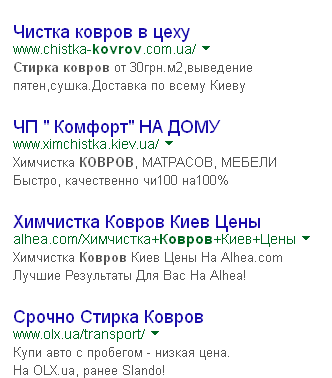 Чистка ковров в цеху
www.chistka-kovrov.com.ua/
Стирка ковров от 30грн.м2,выведение
пятен,сушка.Доставка по всему Киеву
ЧП " Комфорт" НА ДОМУ
www.ximchistka.kiev.ua/
Химчистка КОВРОВ, МАТРАСОВ, МЕБЕЛИ
Быстро, качественно чи100 на100%
Химчистка Ковров Киев Цены
alhea.com/Химчистка+Ковров+Киев+Цены
Химчистка Ковров Киев Цены На Alhea.com
Лучшие Результаты Для Вас На Alhea!
Срочно Стирка Ковров
www.olx.ua/transport/
Купи авто с пробегом - низкая цена.
На OLX.ua, ранее Slando!